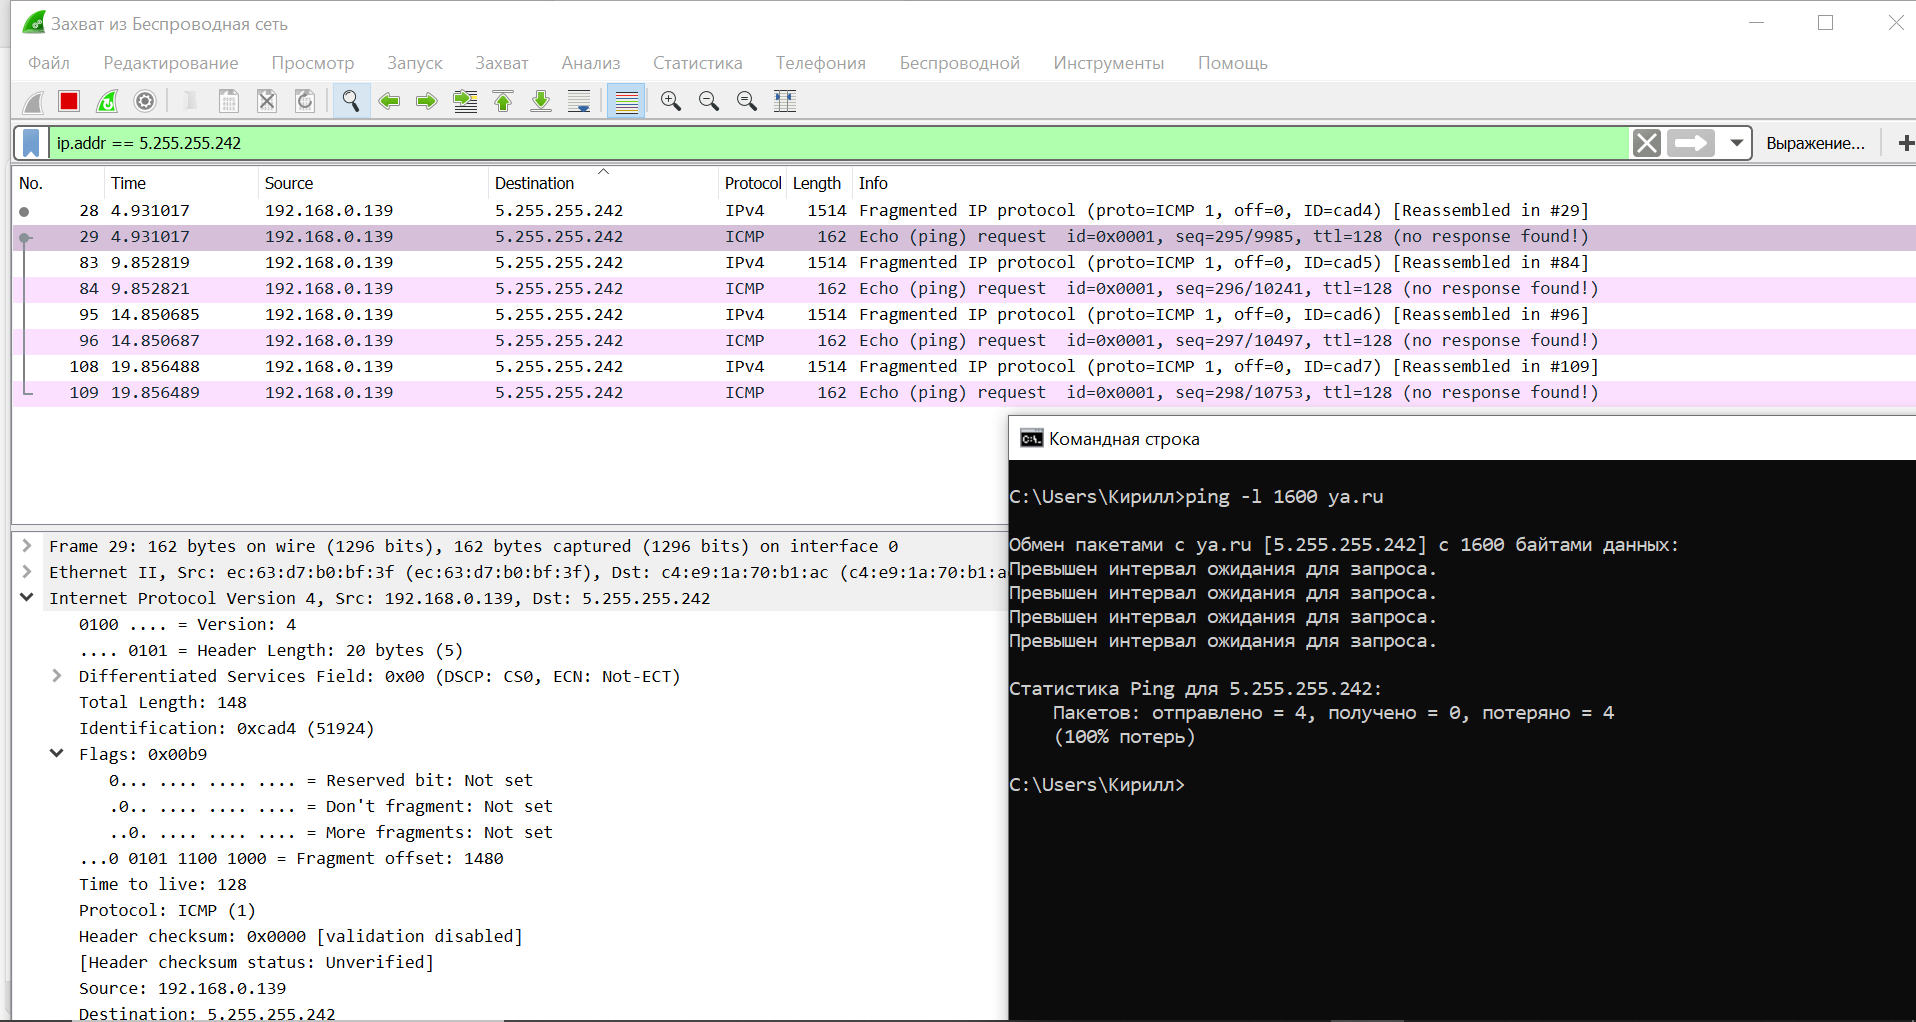 Захват из Беспроводная сеть
Файл Редактирование Просмотр Запуск Захват Анализ Статистика Телефония Беспроводной Инструменты Помощь
ip.addr == 5.255.255.242 Выражение... +
No. Time Source Destination Protocol Length Info
28 4.931017 192.168.0.139 5.255.255.242 IPv4 1514 Fragmented IP protocol (proto=ICMP 1, off=0, ID=cad4) [Reassembled in #29]
29 4.931017 192.168.0.139 5.255.255.242 ICMP 162 Echo (ping) request id=0x0001, seq=295/9985, ttl=128 (no response found!)
83 9.852819 192.168.0.139 5.255.255.242 IPv4 1514 Fragmented IP protocol (proto=ICMP 1, off=0, ID=cad5) [Reassembled in #84]
84 9.852821 192.168.0.139 5.255.255.242 ICMP 162 Echo (ping) request id=0x0001, seq=296/10241, ttl=128 (no response found!)
95 14.850685 192.168.0.139 5.255.255.242 IPv4 1514 Fragmented IP protocol (proto=ICMP 1, off=0, ID=cad6) [Reassembled in #96]
96 14.850687 192.168.0.139 5.255.255.242 ICMP 162 Echo (ping) request id=0x0001, seq=297/10497, ttl=128 (no response found!)
108 19.856488 192.168.0.139 5.255.255.242 IPv4 1514 Fragmented IP protocol (proto=ICMP 1, off=0, ID=cad7) [Reassembled in #109]
109 19.856489 192.168.0.139 5.255.255.242 ICMP 162 Echo (ping) request id=0x0001, seq=298/10753, ttl=128 (no response found!)
Frame 29: 162 bytes on wire (1296 bits), 162 bytes captured (1296 bits) on interface 0
Ethernet II, Src: ec:63:d7:b0:bf:3f (ec:63:d7:b0:bf:3f), Dst: c4:e9:1a:70:b1:ac (c4:e9:1a:70:b1:a
Internet Protocol Version 4, Src: 192.168.0.139, Dst: 5.255.255.242
0100 .... = Version: 4
.... 0101 = Header Length: 20 bytes (5)
Differentiated Services Field: 0x00 (DSCP: CS0, ECN: Not-ECT)
Total Length: 148
Identification: 0xcad4 (51924)
Flags: 0x00b9
0... .... .... .... = Reserved bit: Not set
.0.. .... .... .... = Don't fragment: Not set
..0. .... .... .... = More fragments: Not set
...0 0101 1100 1000 = Fragment offset: 1480
Time to live: 128
Protocol: ICMP (1)
Header checksum: 0x0000 [validation disabled]
[Header checksum status: Unverified]
Source: 192.168.0.139
Destination: 5.255.255.242
C:\. Командная строка
C:\Users\Кирилл>ping -l 1600 ya.ru
Обмен пакетами с ya.ru [5.255.255.242] с 1600 байтами данных:
Превышен интервал ожидания для запроса.
Превышен интервал ожидания для запроса.
Превышен интервал ожидания для запроса.
Превышен интервал ожидания для запроса.
Статистика Ping для 5.255.255.242:
Пакетов: отправлено = 4, получено = 0, потеряно = 4
(100% потерь)
C:\Users\Кирилл>